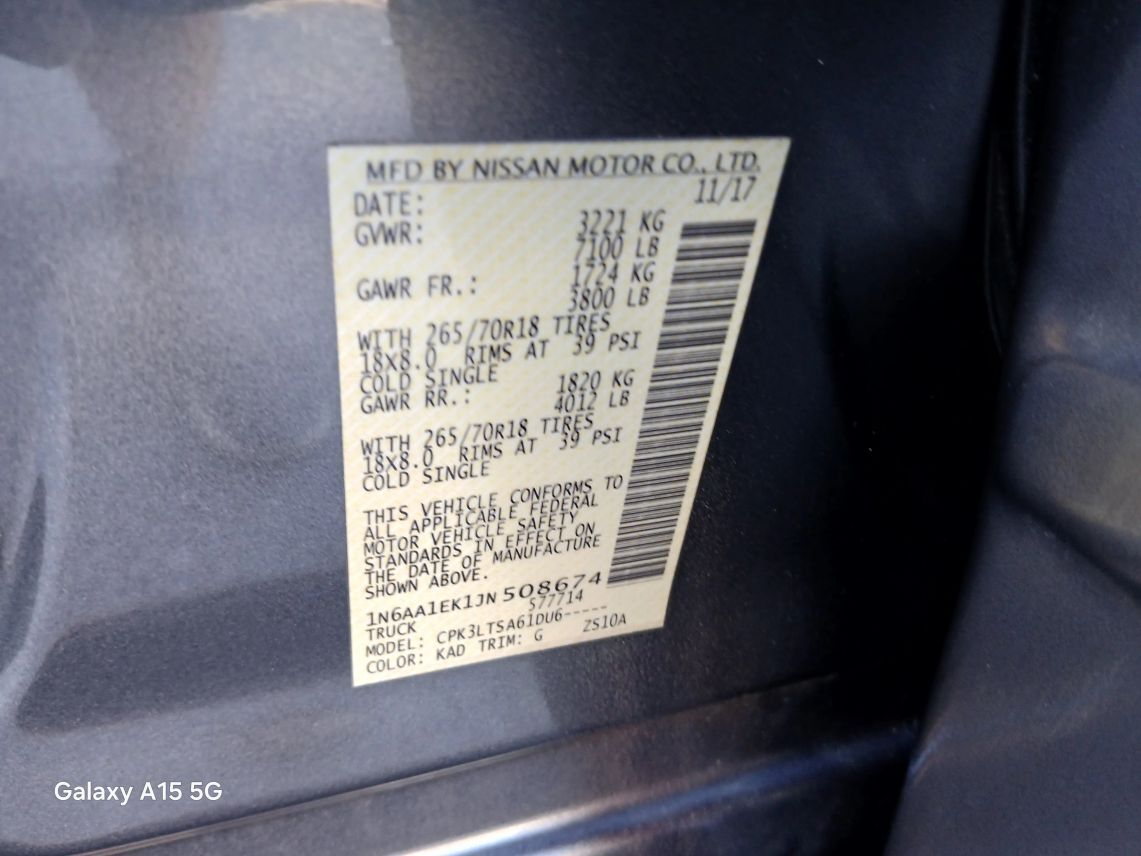 MFD BY NISSAN MOTOR CO., LTD.
DATE: 11/17
GVWR: 3221 KG
7100 LB
GAWR FR.: 1724 KG
3800 LB
WITH 265/70R18 TIRES
18X8.0 RIMS AT 39 PSI
COLD SINGLE
GAWR RR.: 1820 KG
4012 LB
WITH 265/70R18 TIRES
18X8.0 RIMS AT 39 PSI
COLD SINGLE
THIS VEHICLE CONFORMS TO
ALL APPLICABLE FEDERAL
MOTOR VEHICLE SAFETY
STANDARDS IN EFFECT ON
THE DATE OF MANUFACTURE
SHOWN ABOVE.
1N6AA1EK1JN508674
S77714
TRUCK
MODEL: CPK3LTSA61DU6-----
COLOR: KAD TRIM: G ZS10A
Galaxy A15 5G